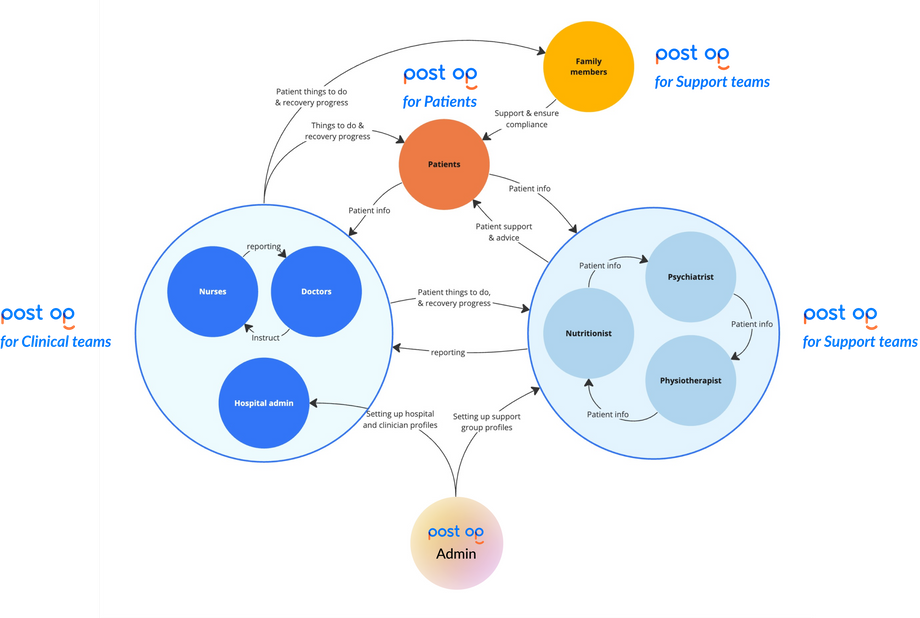 post op
for Patients
Family
members
post op
for Support teams
Patient things to do
& recovery progress
Things to do &
recovery progress
Support & ensure
compliance
Patients
Patient info
Patient info
Patient support
& advice
reporting
Nurses
Doctors
Instruct
Hospital admin
post op
for Clinical teams
Patient things to do,
& recovery progress
reporting
Patient info
Psychiatrist
Nutritionist
Patient info
Physiotherapist
Patient info
post op
for Support teams
Setting up hospital
and clinician profiles
Setting up support
group profiles
post op
Admin